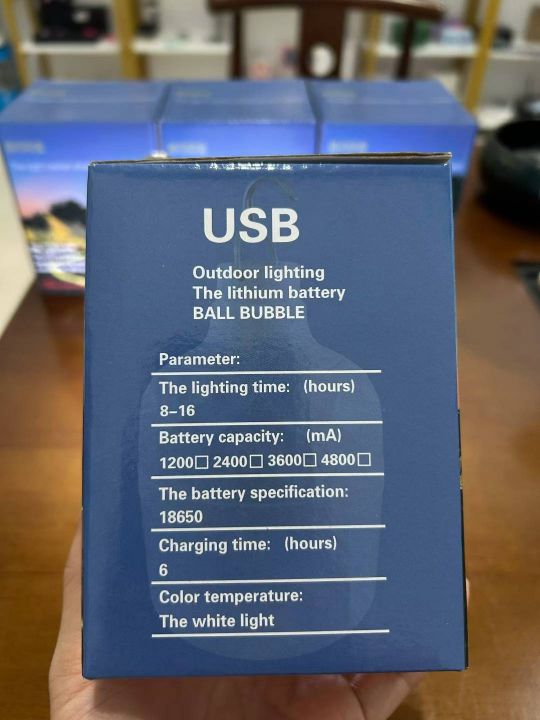 USB
Outdoor lighting
The lithium battery
BALL BUBBLE
Parameter:
The lighting time: (hours)
8–16
Battery capacity: (mA)
1200☐ 2400☐ 3600☐ 4800☐
The battery specification:
18650
Charging time: (hours)
6
Color temperature:
The white light